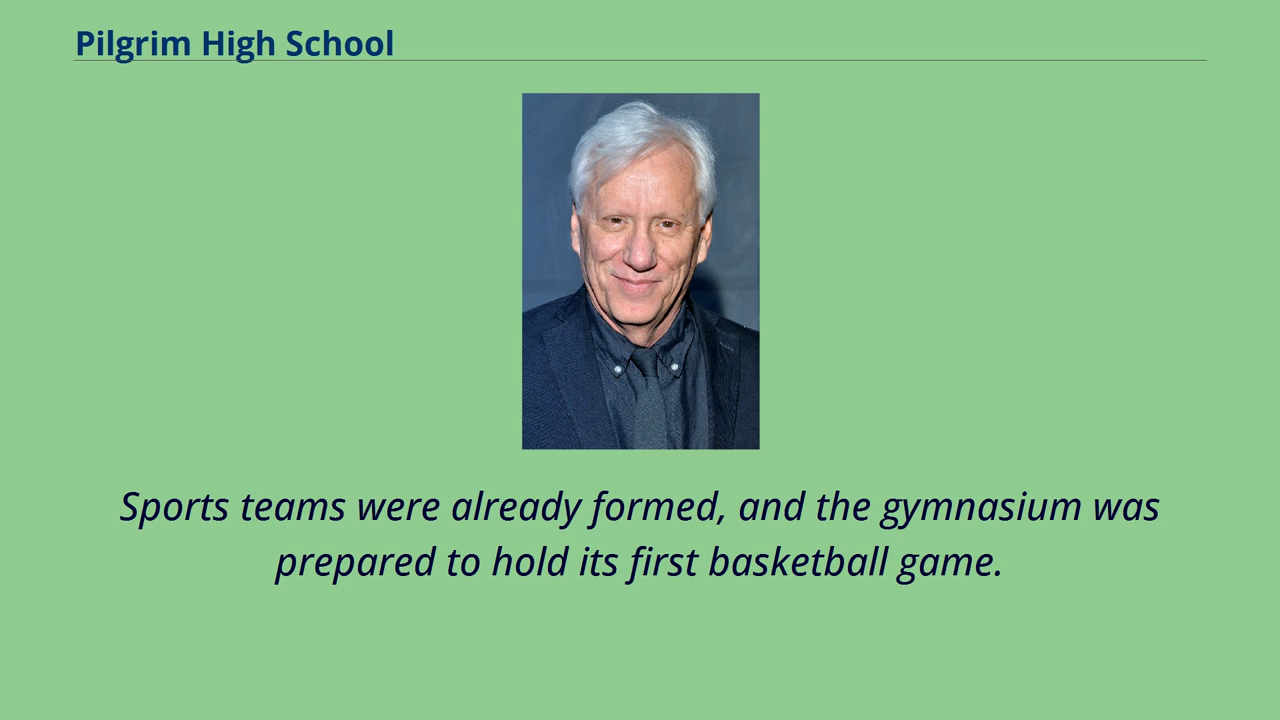 Pilgrim High School
Sports teams were already formed, and the gymnasium was
prepared to hold its first basketball game.